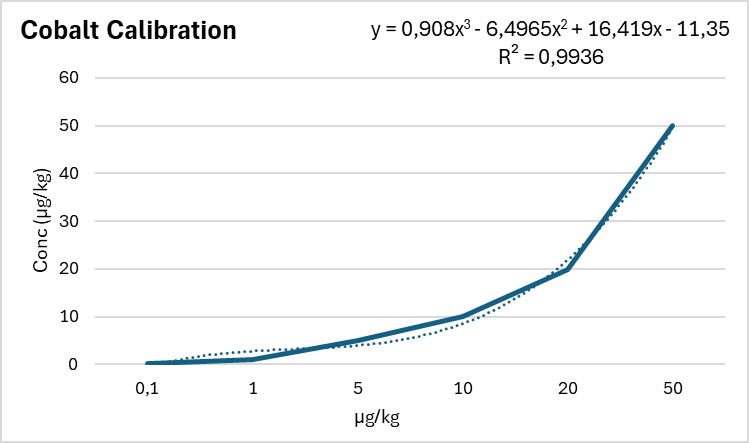 Cobalt Calibration
y = 0,908x³ - 6,4965x² + 16,419x - 11,35
R² = 0,9936
60
50
40
30
20
10
0
Conc (µg/kg)
0,1 1 5 10 20 50
µg/kg